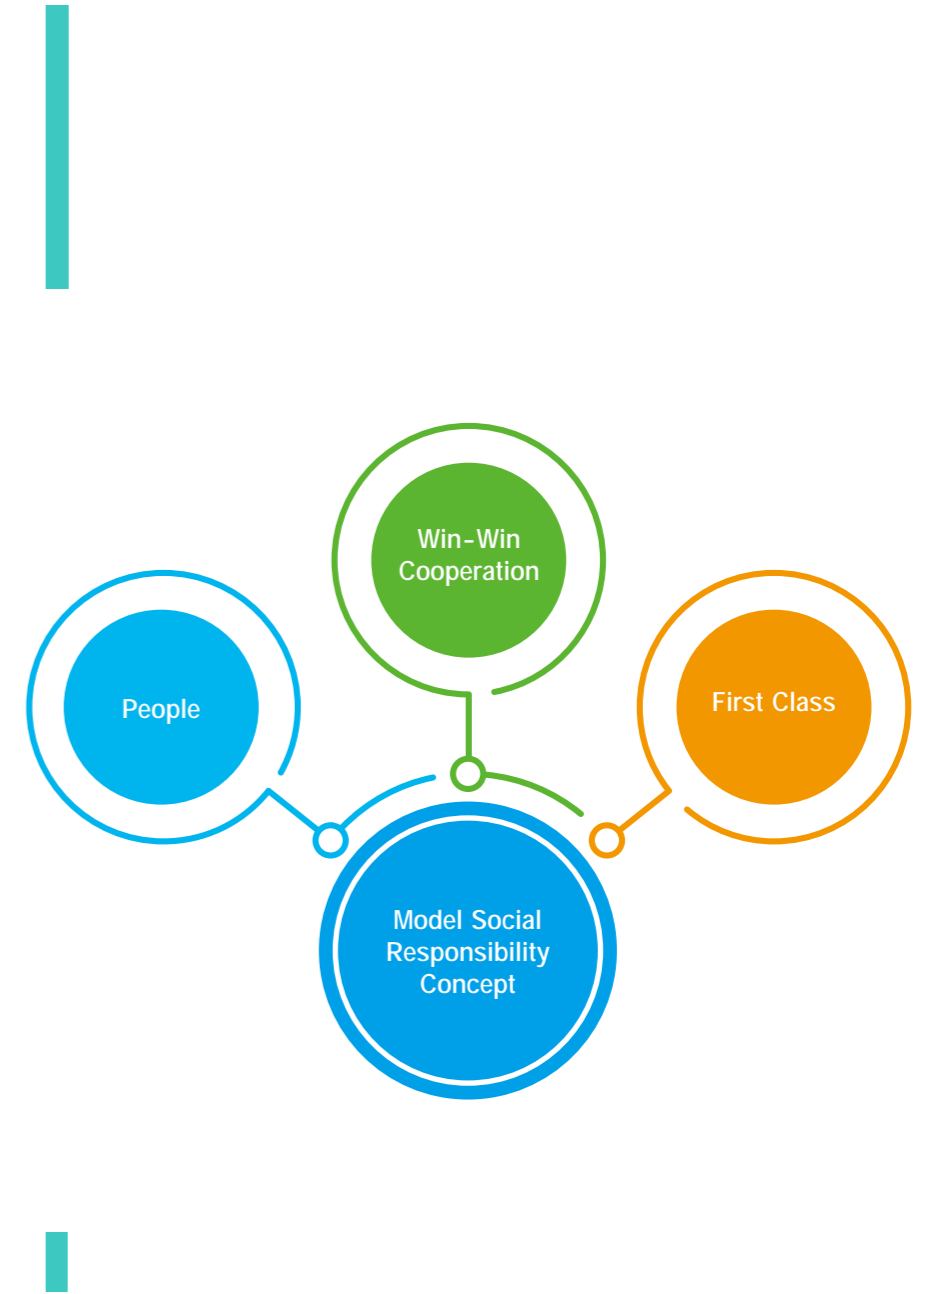 Win-Win
Cooperation
People
First Class
Model Social
Responsibility
Concept